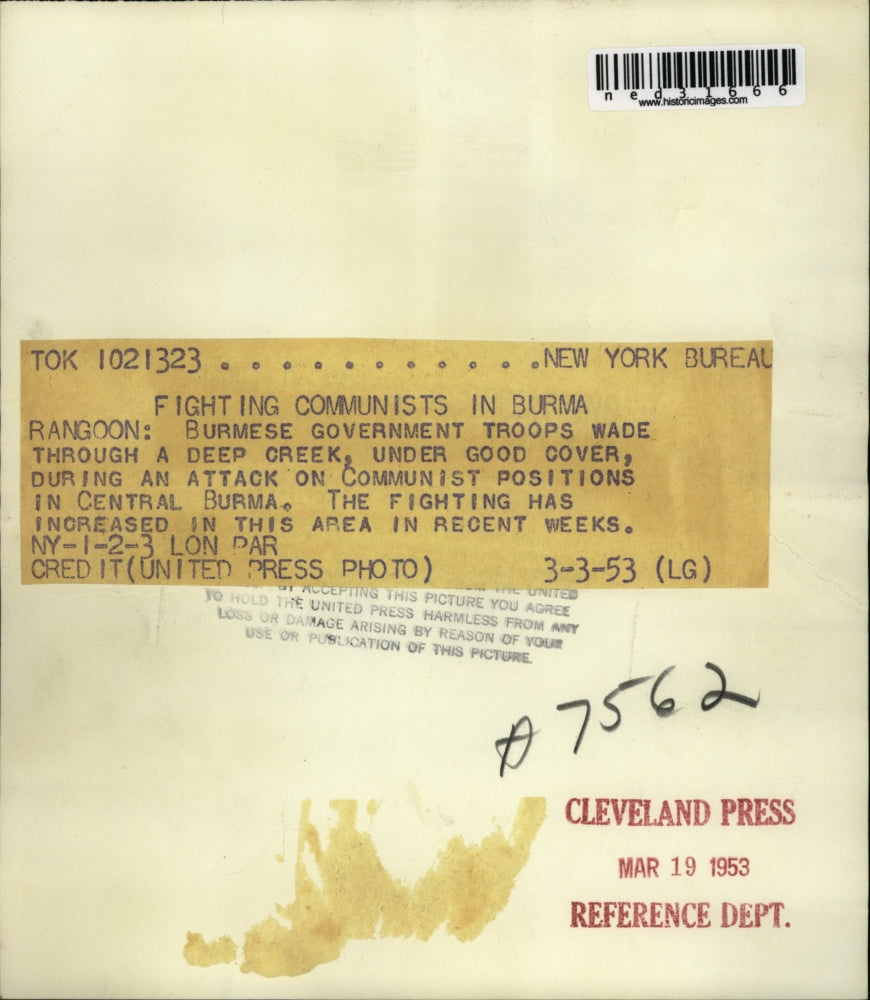 ned31666
www.historicimages.com
TOK 1021323 . . . . . . . . . . . .NEW YORK BUREAU
FIGHTING COMMUNISTS IN BURMA
RANGOON: BURMESE GOVERNMENT TROOPS WADE
THROUGH A DEEP CREEK, UNDER GOOD COVER,
DURING AN ATTACK ON COMMUNIST POSITIONS
IN CENTRAL BURMA. THE FIGHTING HAS
INCREASED IN THIS AREA IN RECENT WEEKS.
NY-1-2-3 LON PAR
CREDIT(UNITED PRESS PHOTO) 3-3-53 (LG)
BY ACCEPTING THIS PICTURE YOU AGREE
TO HOLD THE UNITED PRESS HARMLESS FROM ANY
LOSS OR DAMAGE ARISING BY REASON OF YOUR
USE OR PUBLICATION OF THIS PICTURE.
A7562
CLEVELAND PRESS
MAR 19 1953
REFERENCE DEPT.